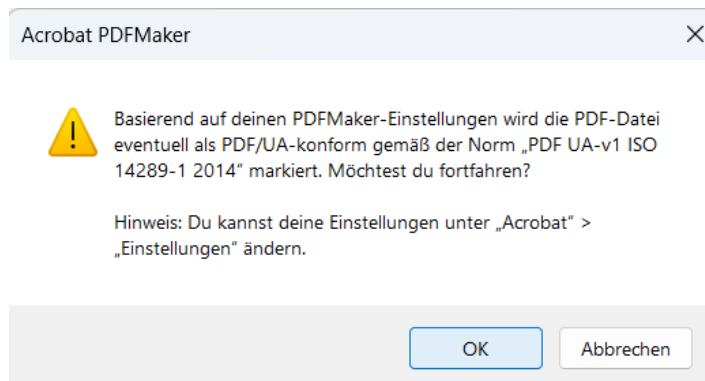 Acrobat PDFMaker
Basierend auf deinen PDFMaker-Einstellungen wird die PDF-Datei
eventuell als PDF/UA-konform gemäß der Norm „PDF UA-v1 ISO
14289-1 2014“ markiert. Möchtest du fortfahren?
Hinweis: Du kannst deine Einstellungen unter „Acrobat“ >
„Einstellungen“ ändern.
OK
Abbrechen